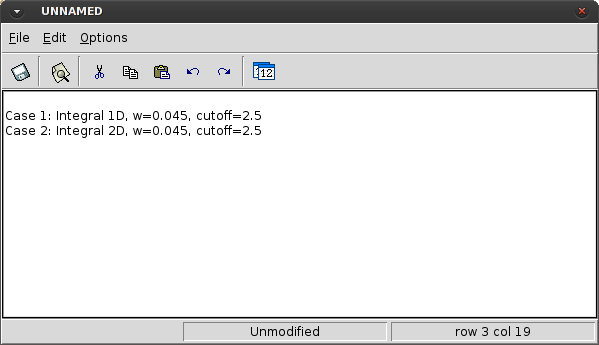 UNNAMED
File Edit Options
12
Case 1: Integral 1D, w=0.045, cutoff=2.5
Case 2: Integral 2D, w=0.045, cutoff=2.5
Unmodified row 3 col 19